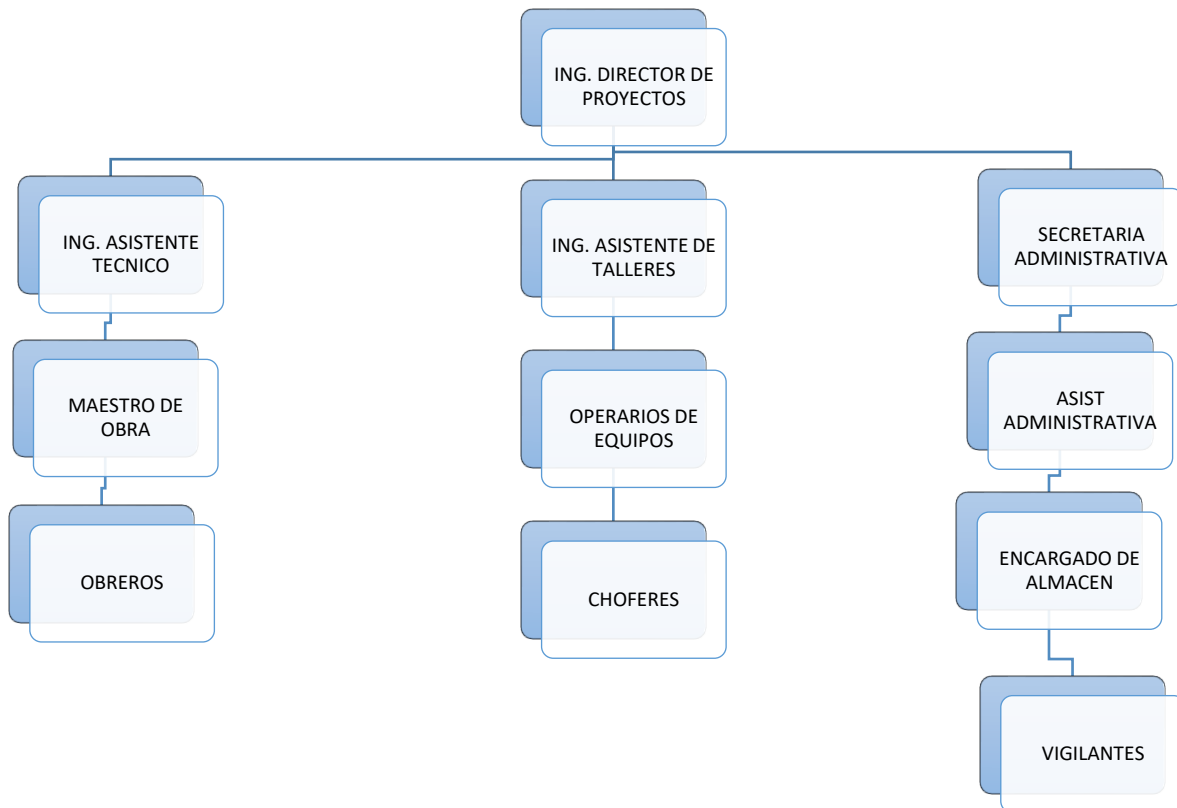 ING. DIRECTOR DE
PROYECTOS
ING. ASISTENTE
TECNICO
ING. ASISTENTE DE
TALLERES
SECRETARIA
ADMINISTRATIVA
MAESTRO DE
OBRA
OPERARIOS DE
EQUIPOS
ASIST
ADMINISTRATIVA
OBREROS
CHOFERES
ENCARGADO DE
ALMACEN
VIGILANTES